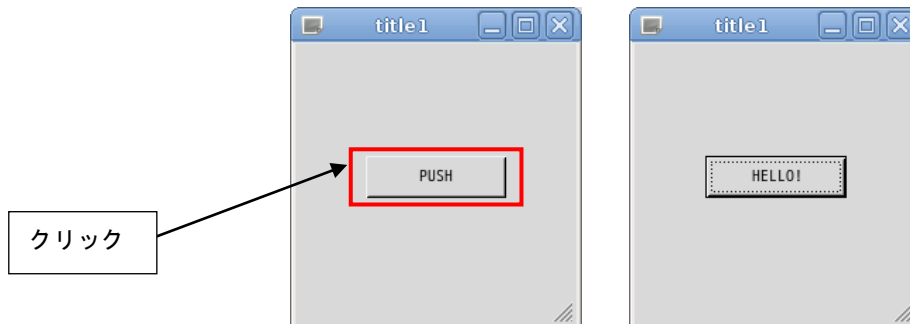 title1
title1
PUSH
HELLO!
クリック